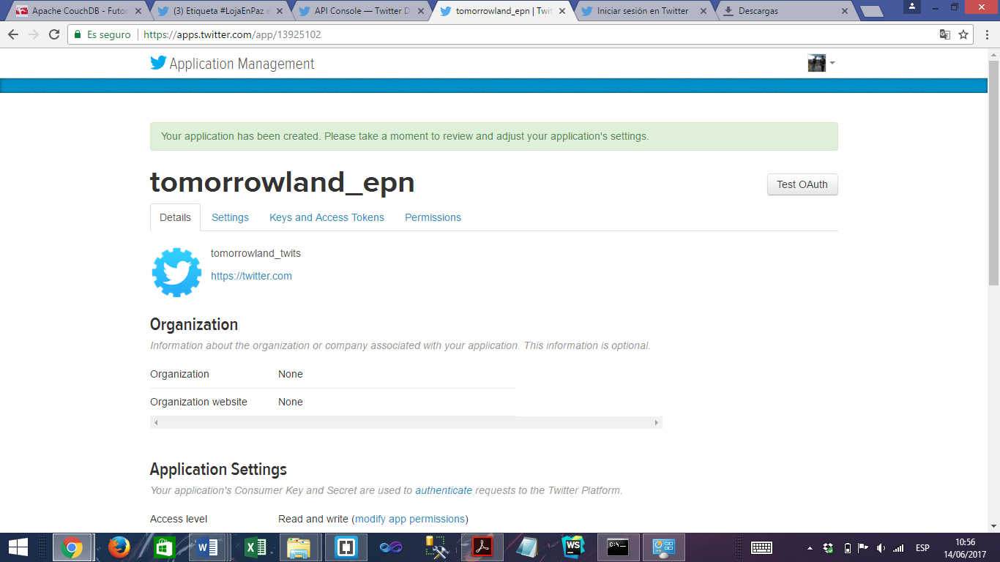 Apache CouchDB - Futon
(3) Etiqueta #LojaEnPaz e
API Console — Twitter De
tomorrowland_epn | Twit
Iniciar sesión en Twitter
Descargas
Es seguro
https://apps.twitter.com/app/13925102
Application Management
Your application has been created. Please take a moment to review and adjust your application's settings.
tomorrowland_epn
Test OAuth
Details
Settings
Keys and Access Tokens
Permissions
tomorrowland_twits
https://twitter.com
Organization
Information about the organization or company associated with your application. This information is optional.
Organization None
Organization website None
Application Settings
Your application's Consumer Key and Secret are used to authenticate requests to the Twitter Platform.
Access level Read and write (modify app permissions)
WS
C:\.
ESP
10:56
14/06/2017